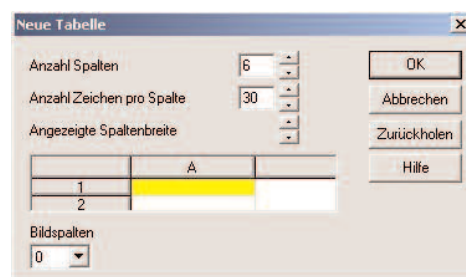 Neue Tabelle
Anzahl Spalten 6 OK
Anzahl Zeichen pro Spalte 30 Abbrechen
Angezeigte Spaltenbreite Zurückholen
A Hilfe
1
2
Bildspalten
0